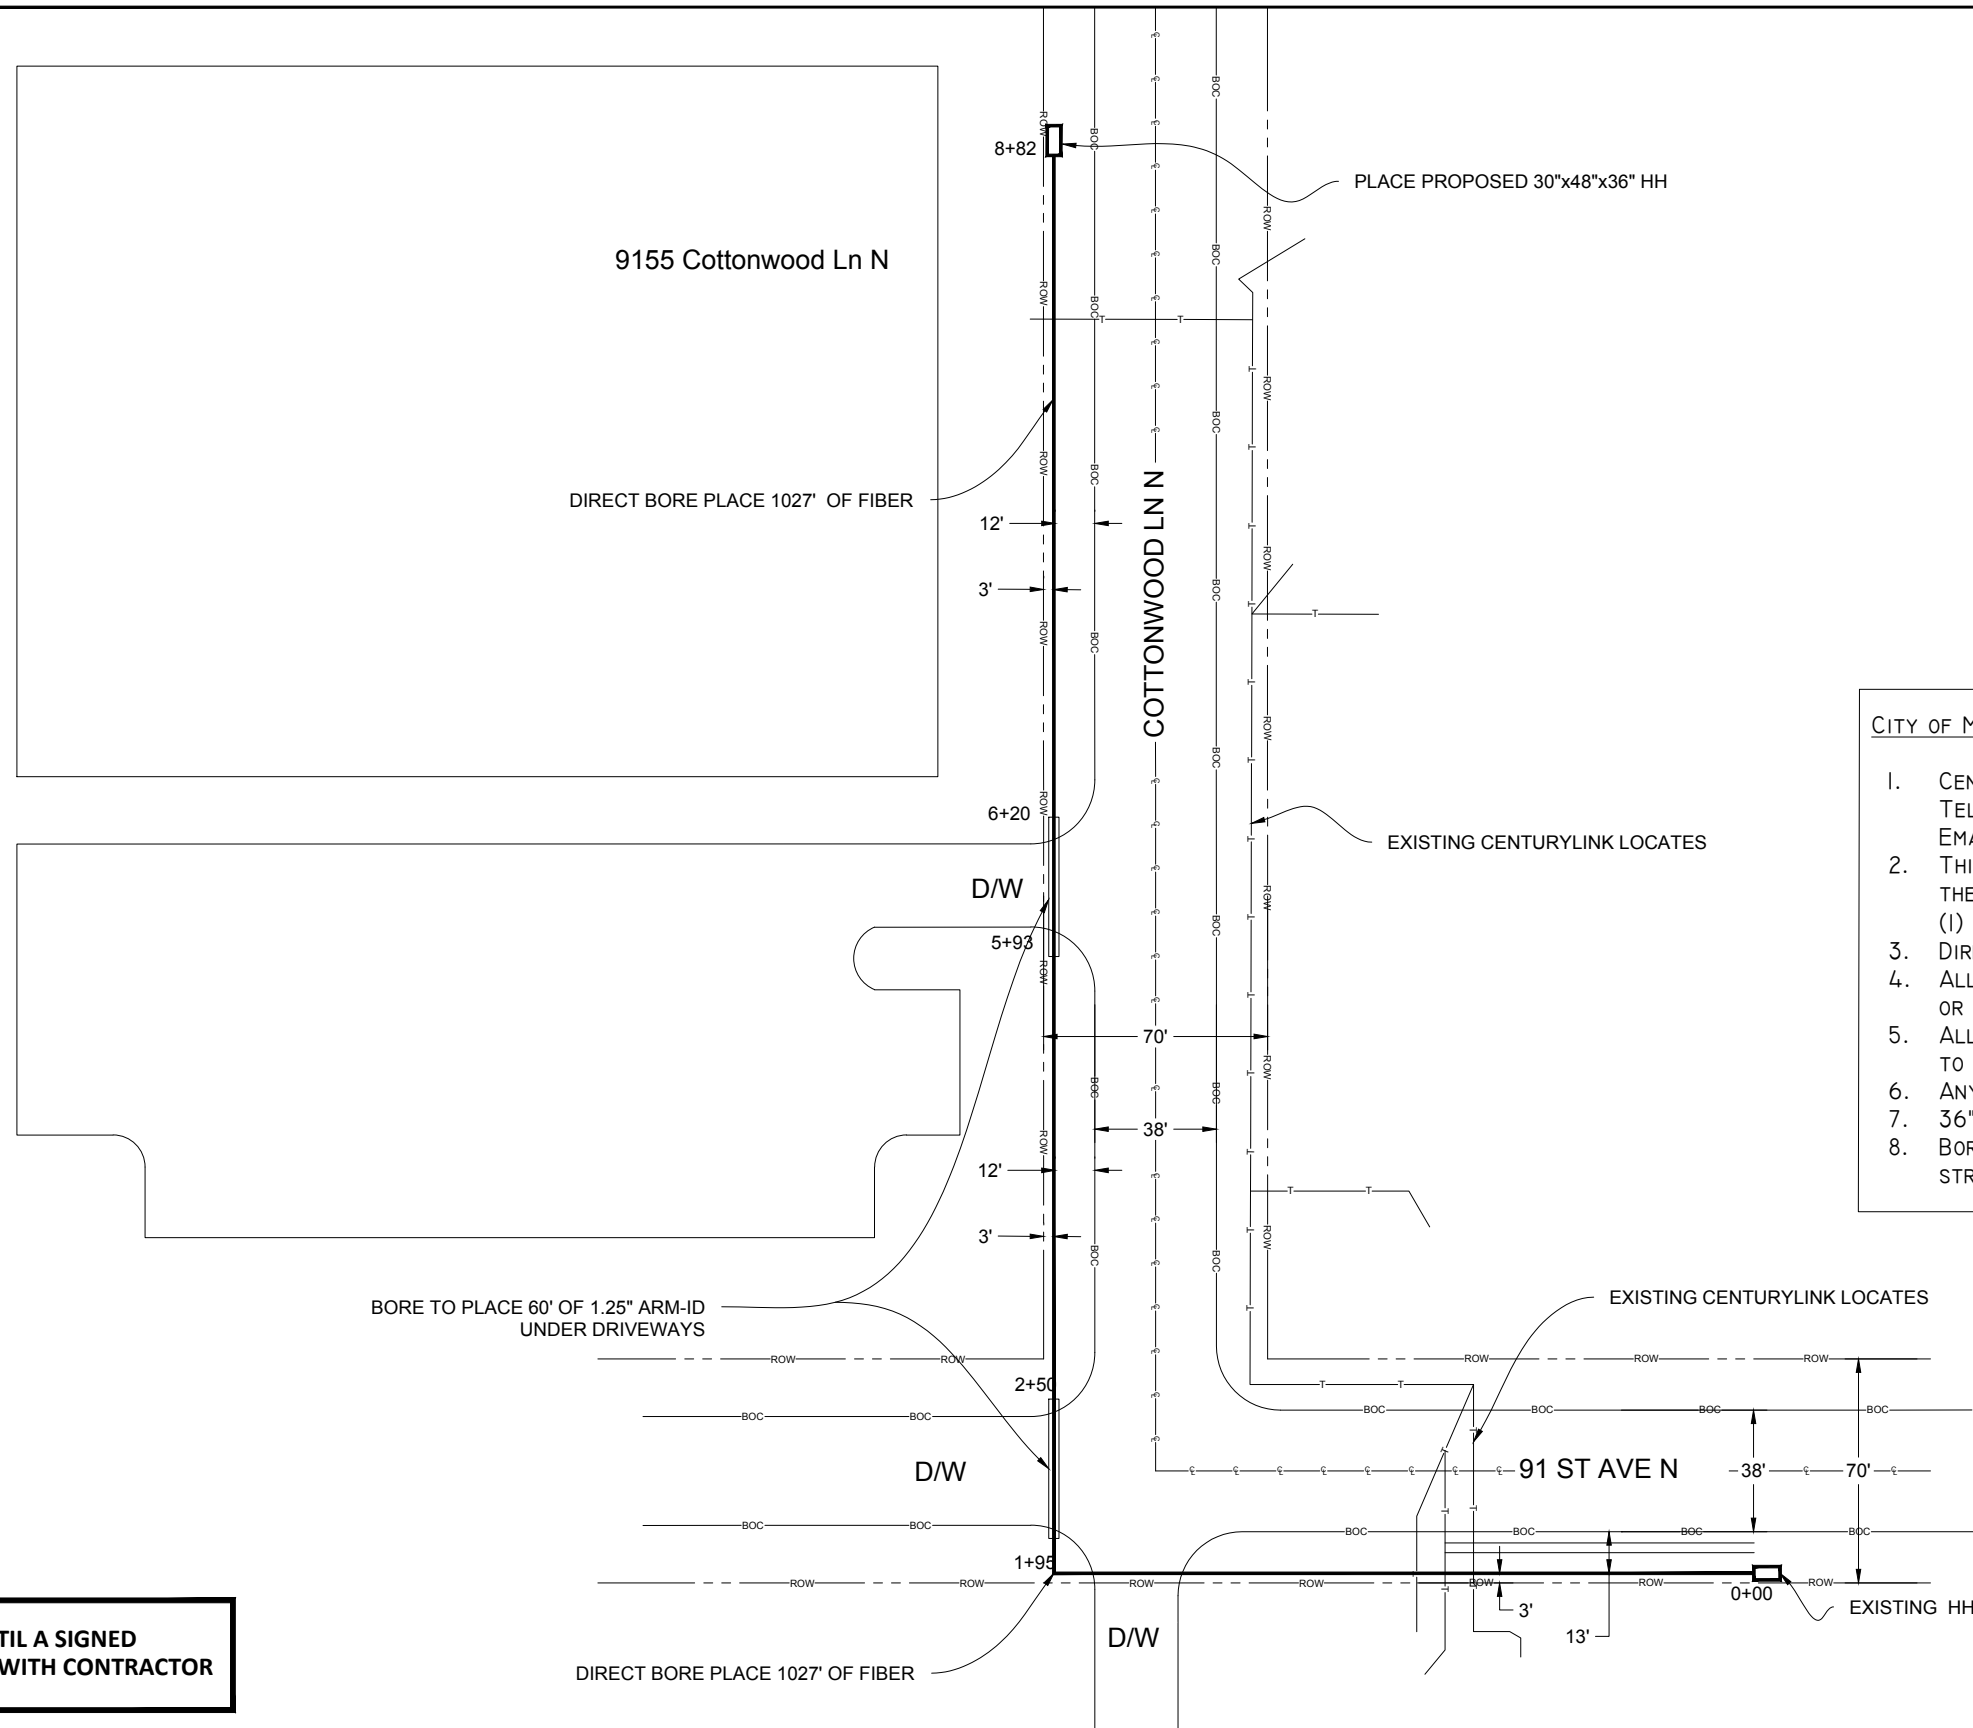 8+82
PLACE PROPOSED 30"x48"x36" HH
9155 Cottonwood Ln N
DIRECT BORE PLACE 1027' OF FIBER
12'
3'
COTTONWOOD LN N
6+20
EXISTING CENTURYLINK LOCATES
D/W
5+93
70'
38'
12'
3'
BORE TO PLACE 60' OF 1.25" ARM-ID
UNDER DRIVEWAYS
EXISTING CENTURYLINK LOCATES
2+50
D/W
91 ST AVE N
38'
70'
1+95
0+00
EXISTING HH
3'
13'
D/W
DIRECT BORE PLACE 1027' OF FIBER
CITY OF M
1. CEN
TEL
EMA
2. THI
THE
(1)
3. DIR
4. ALL
OR
5. ALL
TO
6. ANY
7. 36"
8. BOR
STR
TIL A SIGNED
WITH CONTRACTOR
ROW
BOC
T